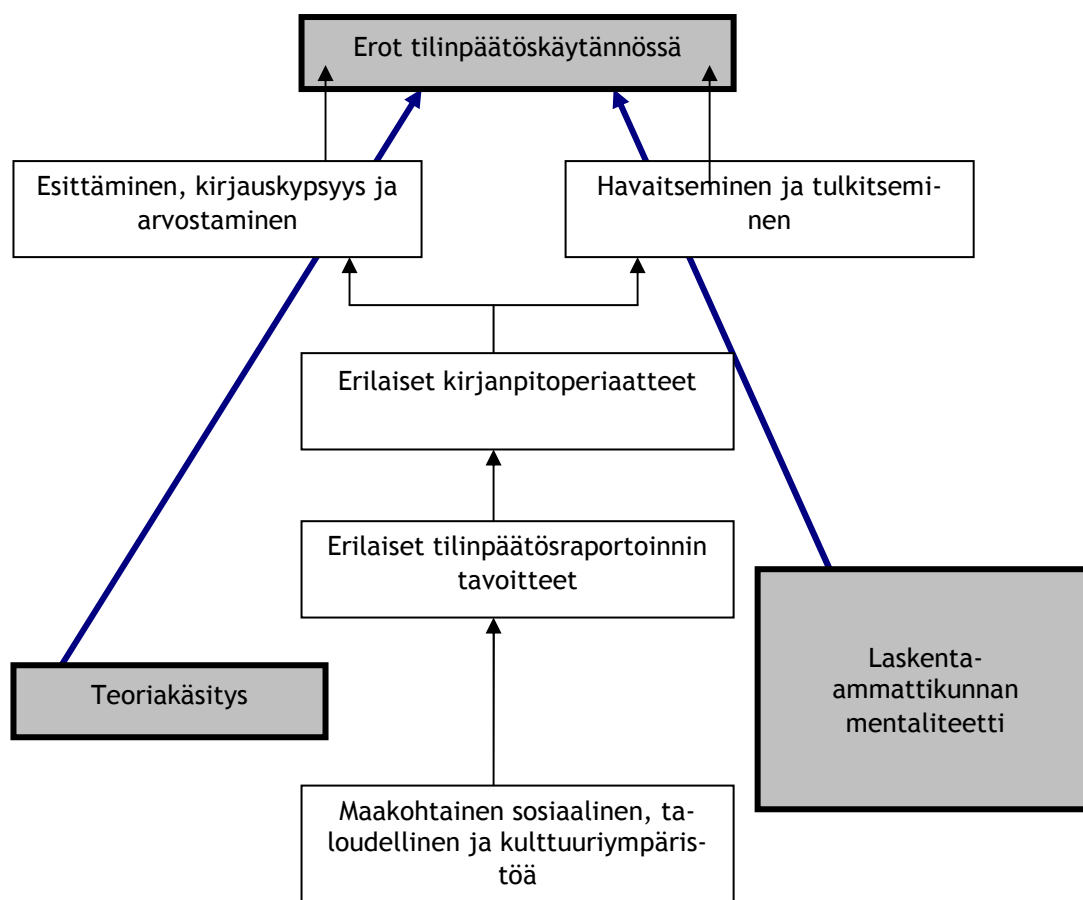 Erot tilinpäätöskäytännössä
Esittäminen, kirjauskypsyys ja
arvostaminen
Havaitseminen ja tulkitsemi-
nen
Erilaiset kirjanpitoperiaatteet
Erilaiset tilinpäätösraportoinnin
tavoitteet
Teoriakäsitys
Laskenta-
ammattikunnan
mentaliteetti
Maakohtainen sosiaalinen, ta-
loudellinen ja kulttuuriympäris-
töä